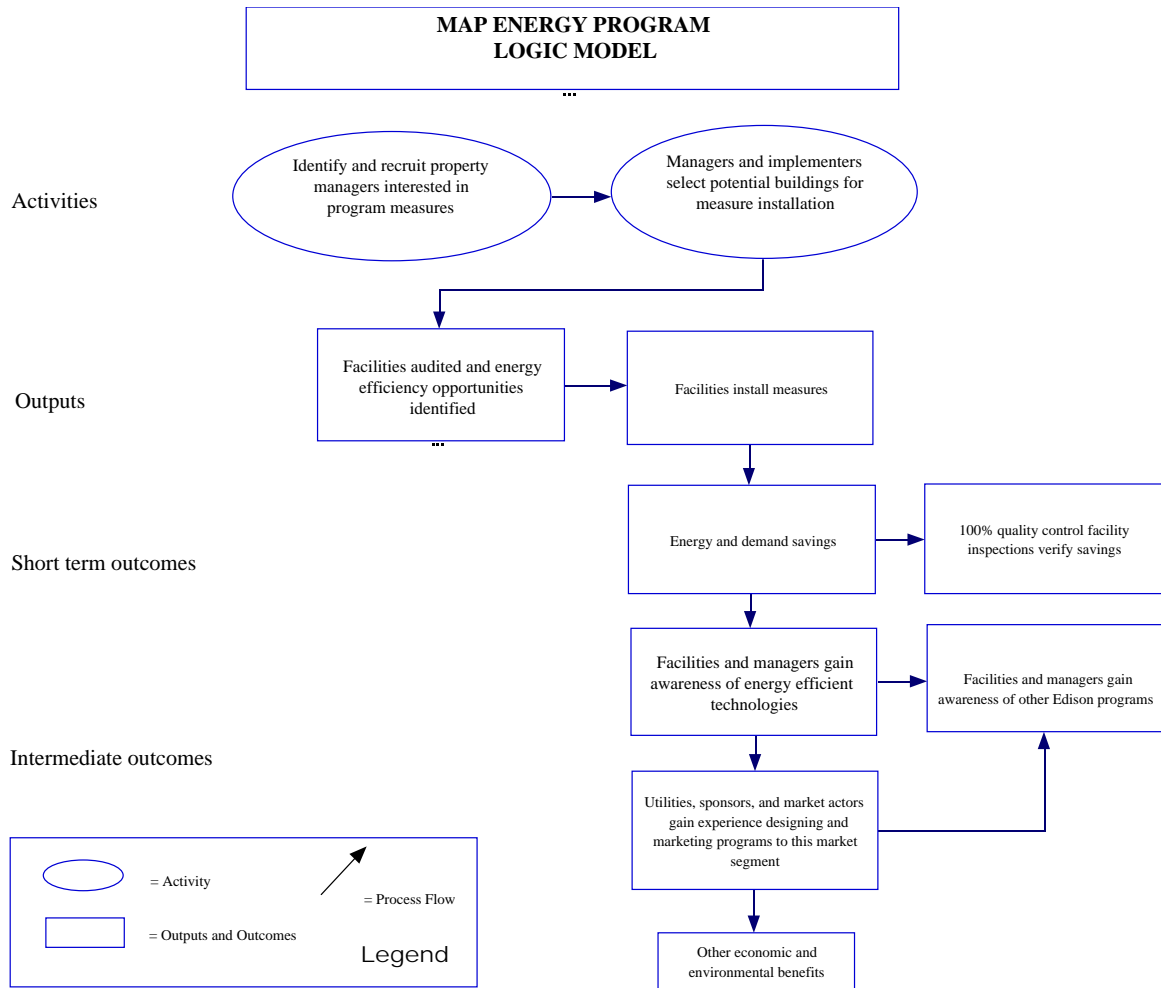 MAP ENERGY PROGRAM
LOGIC MODEL
...
Activities
Identify and recruit property
managers interested in
program measures
Managers and implementers
select potential buildings for
measure installation
Outputs
Facilities audited and energy
efficiency opportunities
identified
...
Facilities install measures
Short term outcomes
Energy and demand savings
100% quality control facility
inspections verify savings
Facilities and managers gain
awareness of energy efficient
technologies
Facilities and managers gain
awareness of other Edison programs
Intermediate outcomes
Utilities, sponsors, and market actors
gain experience designing and
marketing programs to this market
segment
Other economic and
environmental benefits
= Activity
= Process Flow
= Outputs and Outcomes
Legend